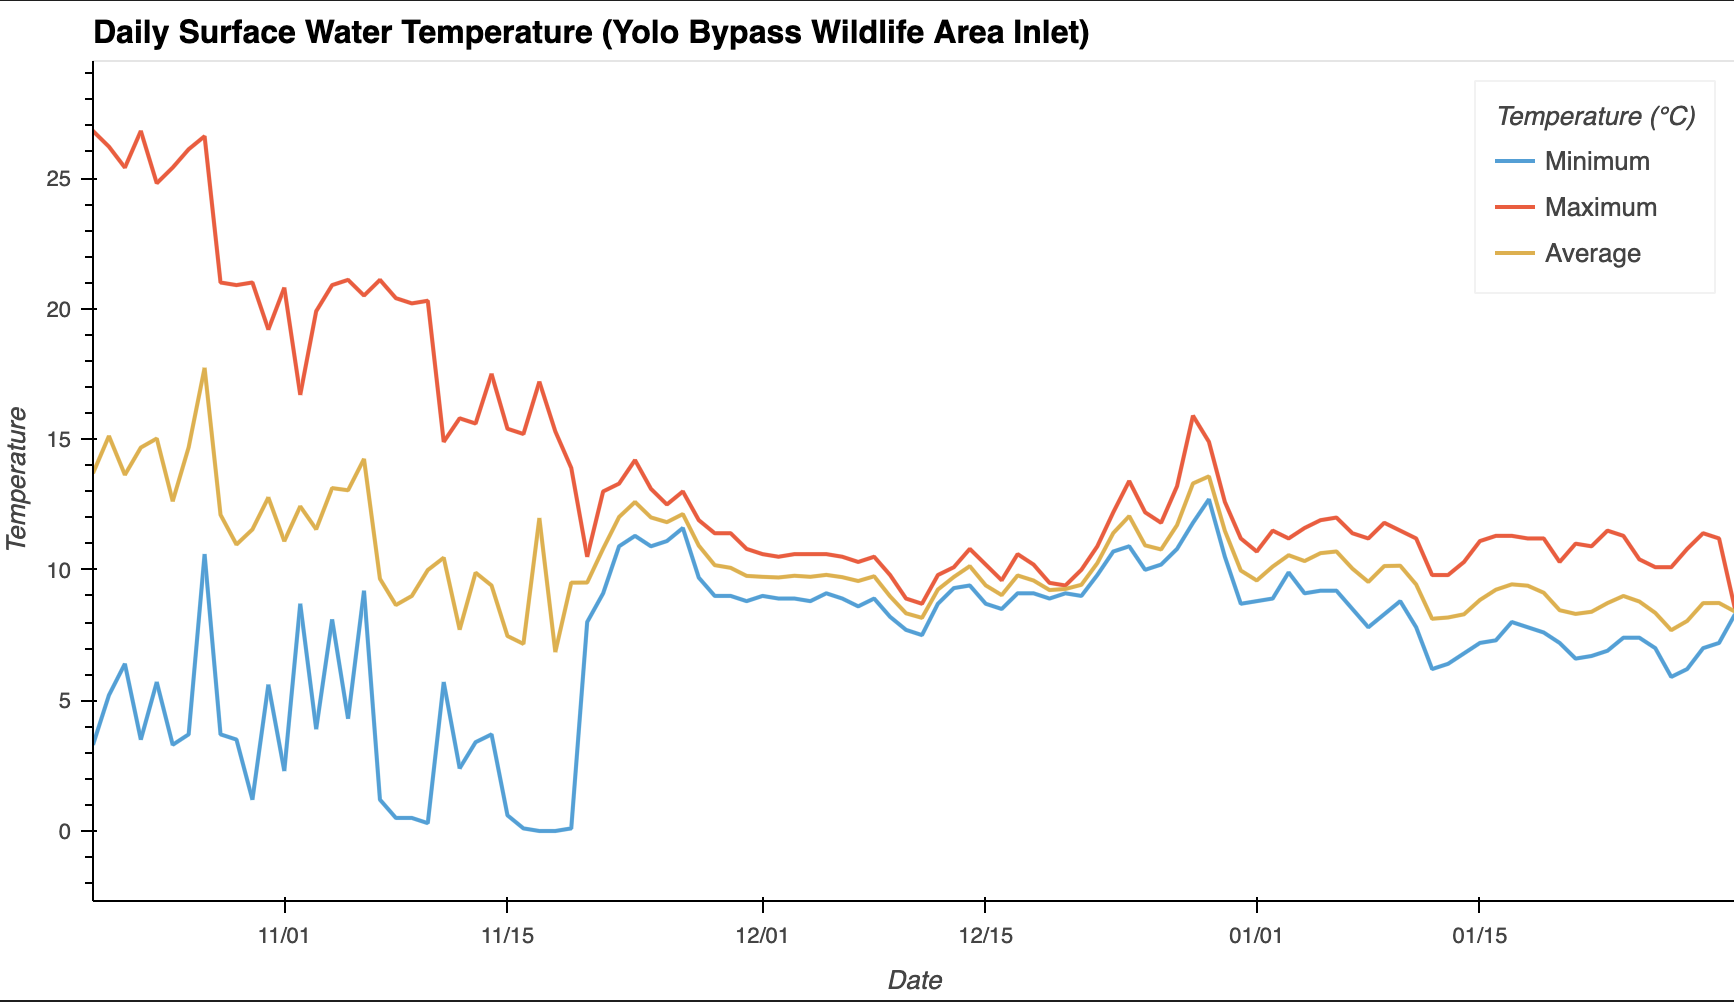 Daily Surface Water Temperature (Yolo Bypass Wildlife Area Inlet)
Temperature (°C)
Minimum
Maximum
Average
Temperature
25
20
15
10
5
0
11/01 11/15 12/01 12/15 01/01 01/15
Date